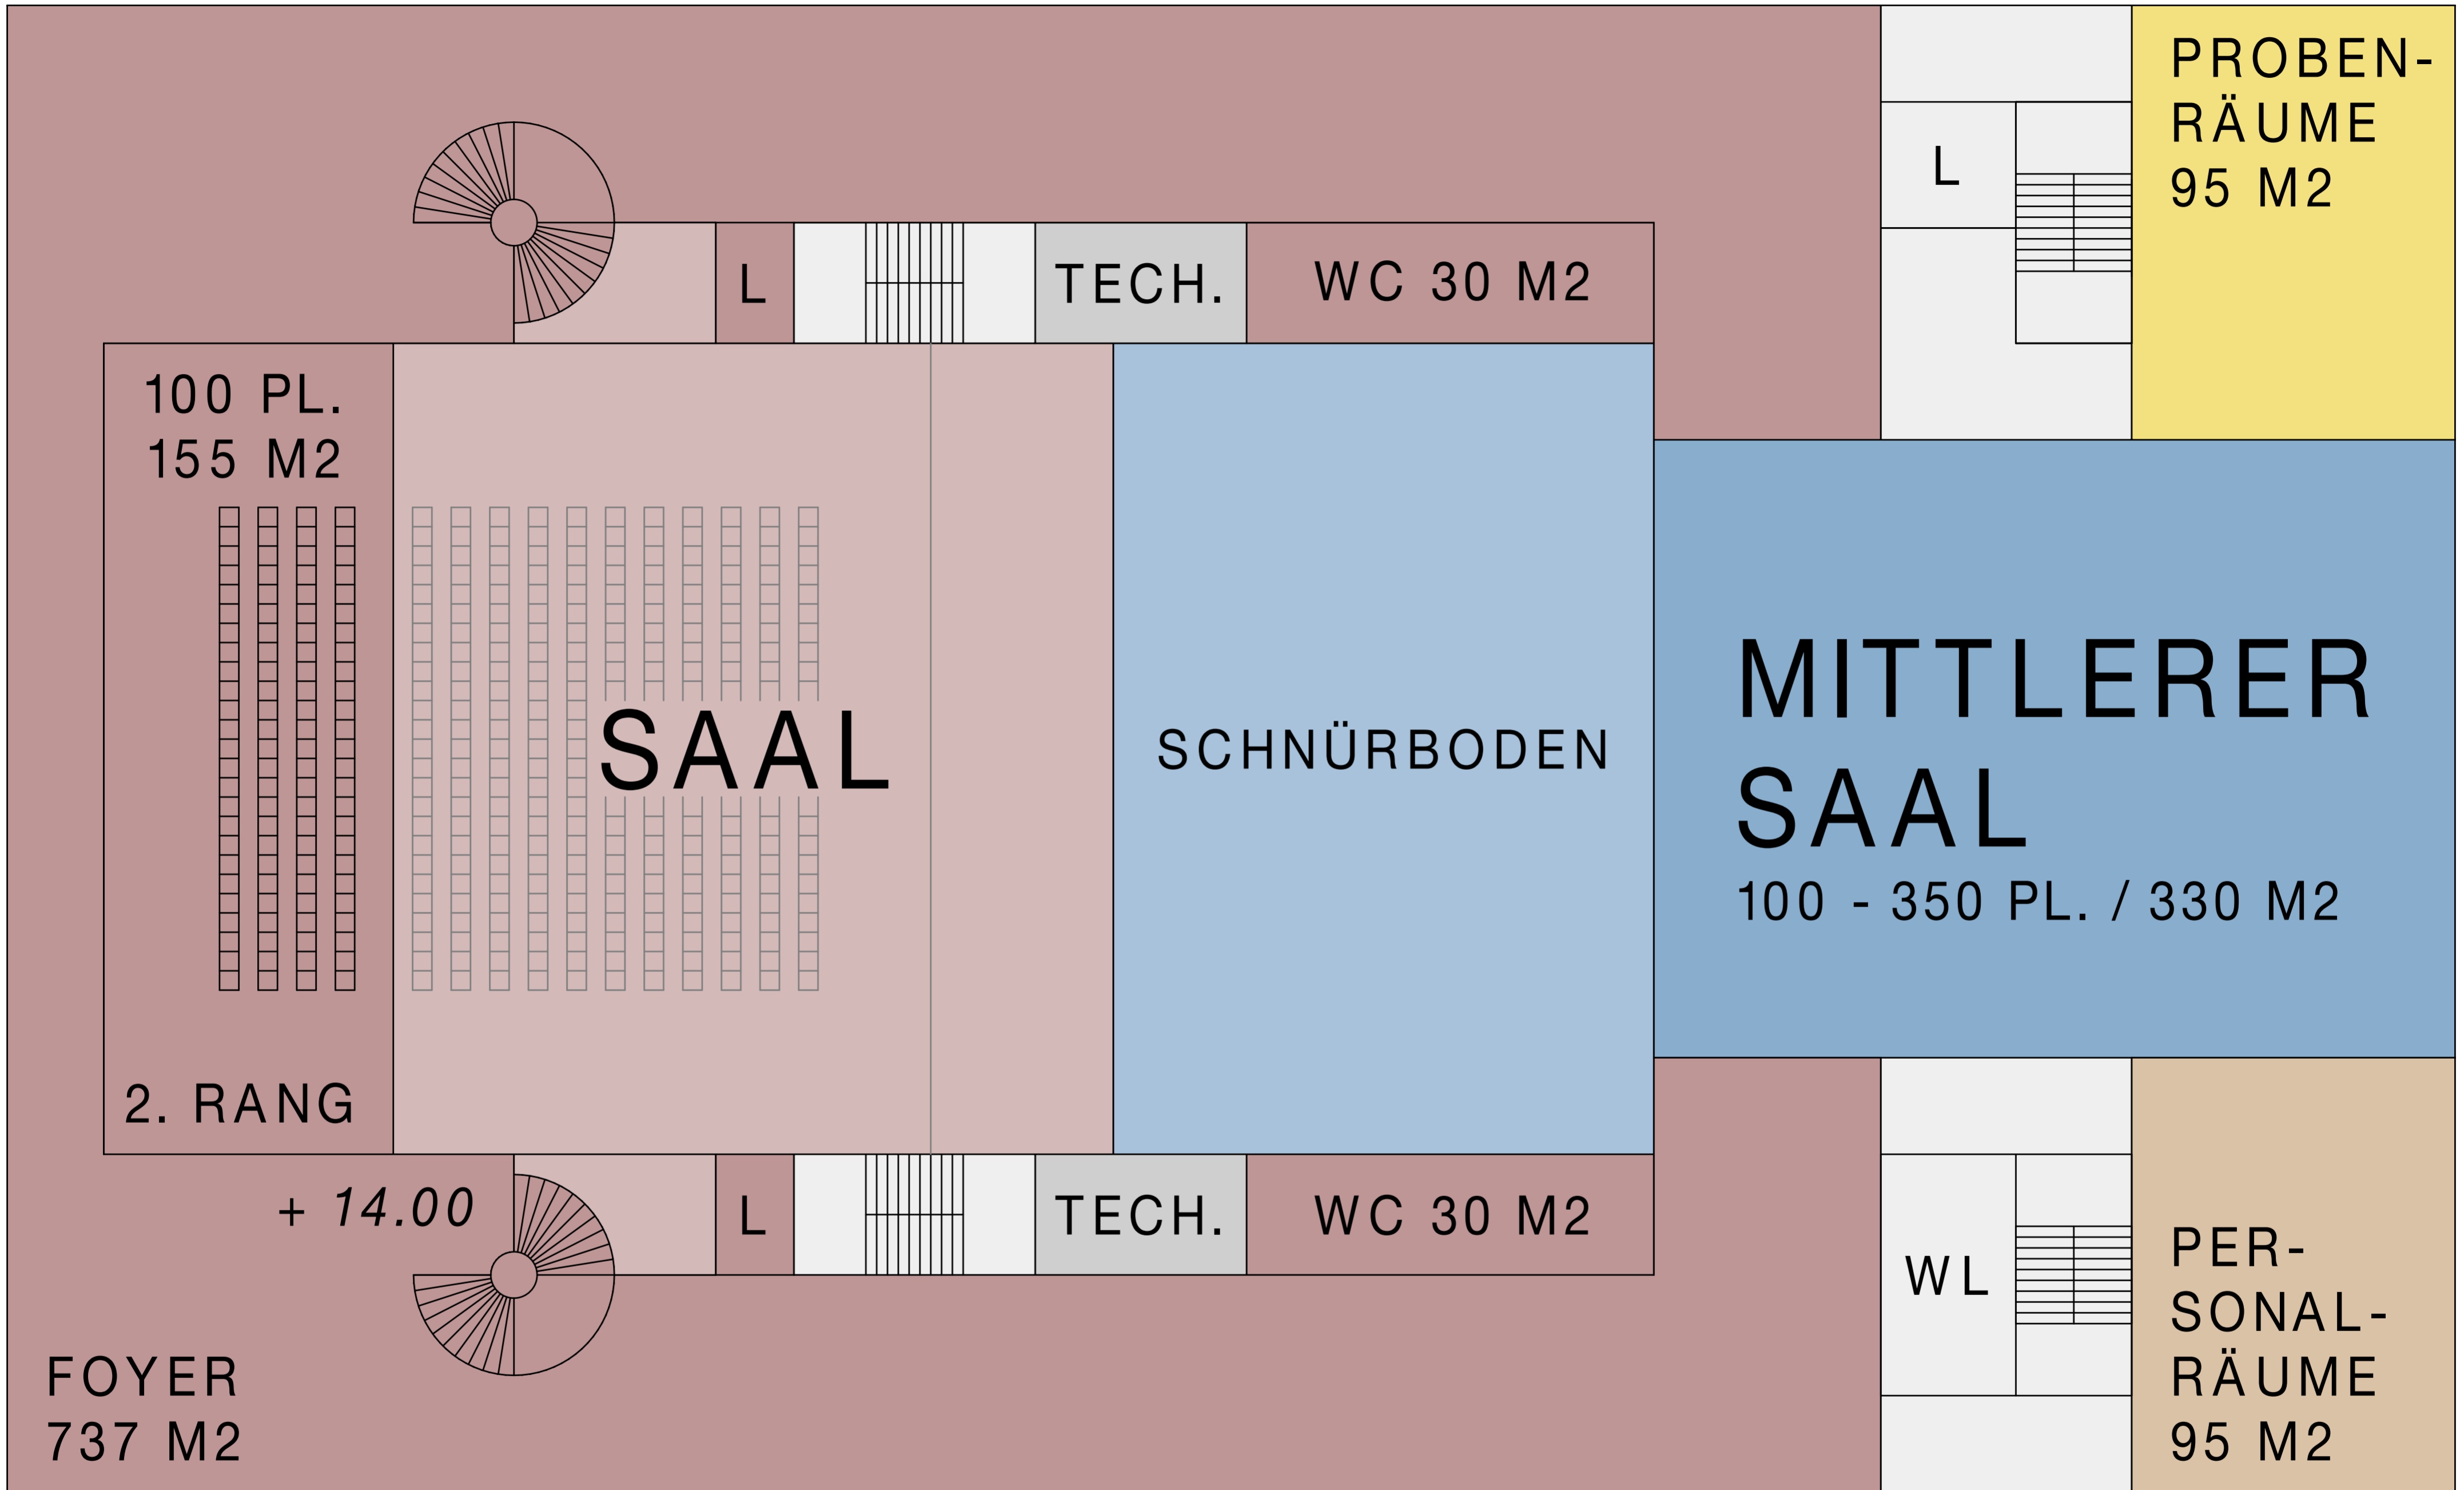 PROBEN-
RÄUME
95 M2
L
L
TECH.
WC 30 M2
100 PL.
155 M2
2. RANG
SAAL
SCHNÜRBODEN
MITTLERER
SAAL
100 - 350 PL. / 330 M2
+ 14.00
L
TECH.
WC 30 M2
WL
PER-
SONAL-
RÄUME
95 M2
FOYER
737 M2